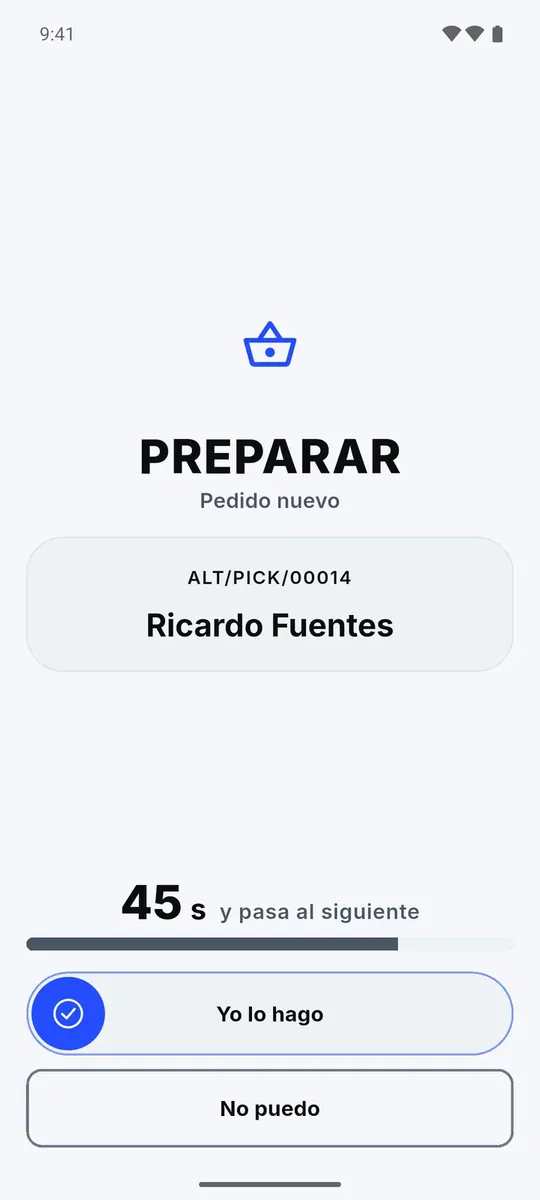 9:41
PREPARAR
Pedido nuevo
ALT/PICK/00014
Ricardo Fuentes
45 s y pasa al siguiente
Yo lo hago
No puedo